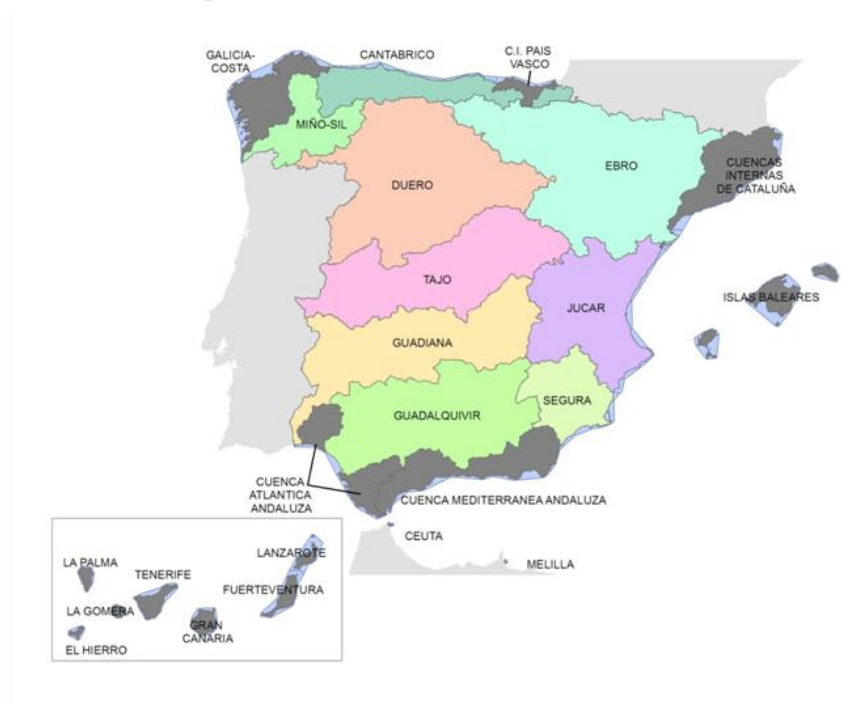 GALICIA-
COSTA
CANTABRICO
C.I. PAIS
VASCO
MIÑO-SIL
DUERO
EBRO
CUENCAS
INTERNAS
DE CATALUÑA
TAJO
JUCAR
ISLAS BALEARES
GUADIANA
SEGURA
GUADALQUIVIR
CUENCA
ATLANTICA
ANDALUZA
CUENCA MEDITERRANEA ANDALUZA
CEUTA
MELILLA
LA PALMA
TENERIFE
LANZAROTE
FUERTEVENTURA
LA GOMERA
GRAN
CANARIA
EL HIERRO